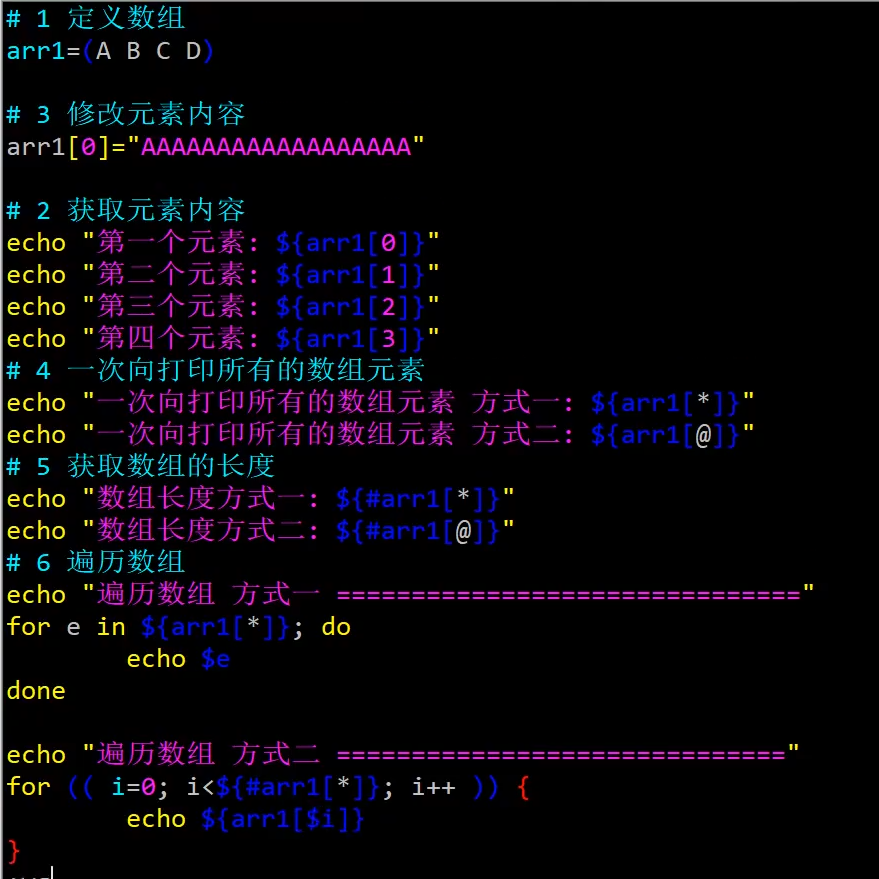 # 1 定义数组
arr1=(A B C D)
# 3 修改元素内容
arr1[0]="AAAAAAAAAAAAAAAAAA"
# 2 获取元素内容
echo "第一个元素: ${arr1[0]}"
echo "第二个元素: ${arr1[1]}"
echo "第三个元素: ${arr1[2]}"
echo "第四个元素: ${arr1[3]}"
# 4 一次向打印所有的数组元素
echo "一次向打印所有的数组元素 方式一: ${arr1[*]}"
echo "一次向打印所有的数组元素 方式二: ${arr1[@]}"
# 5 获取数组的长度
echo "数组长度方式一: ${#arr1[*]}"
echo "数组长度方式二: ${#arr1[@]}"
# 6 遍历数组
echo "遍历数组 方式一 ==============================="
for e in ${arr1[*]}; do
echo $e
done
echo "遍历数组 方式二 =============================="
for (( i=0; i<${#arr1[*]}; i++ )) {
echo ${arr1[$i]}
}